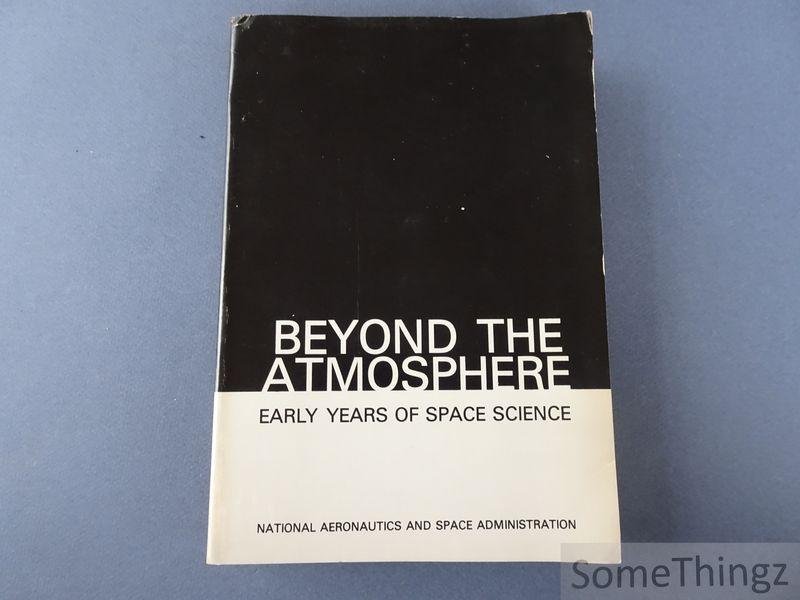 BEYOND THE
ATMOSPHERE
EARLY YEARS OF SPACE SCIENCE
NATIONAL AERONAUTICS AND SPACE ADMINISTRATION
SomeThingz